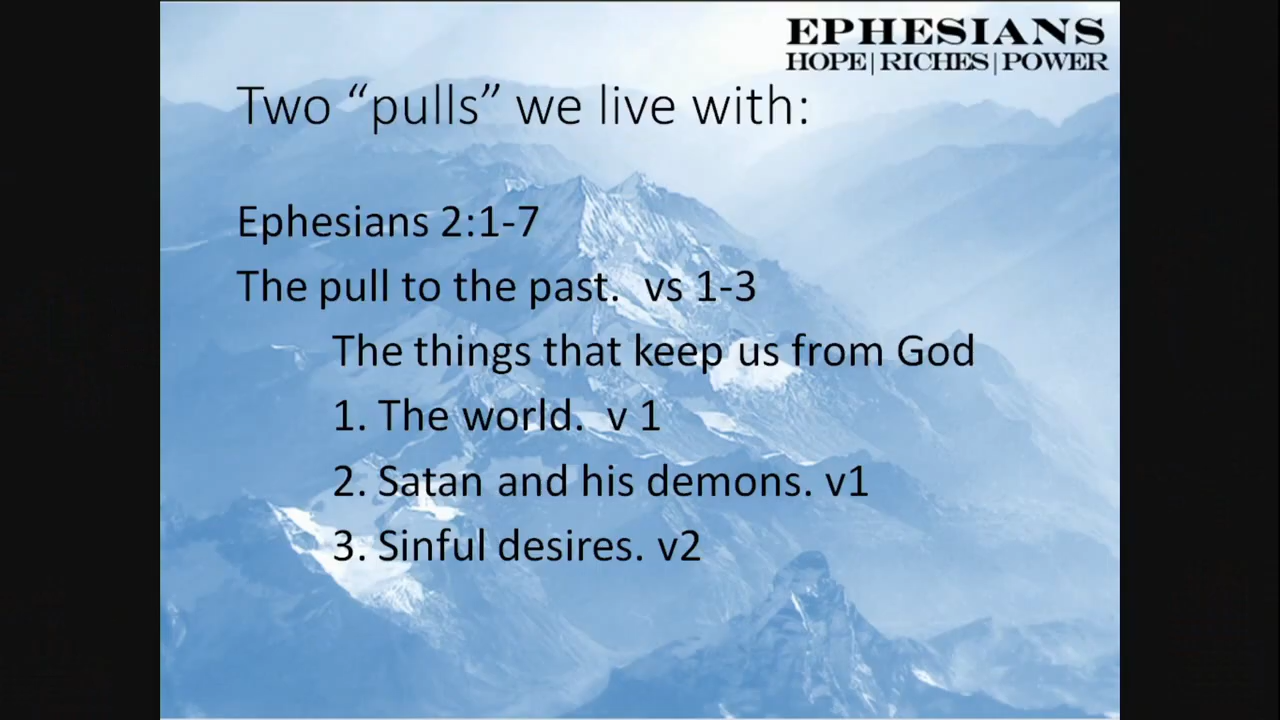 EPHESIANS
HOPE|RICHES|POWER
Two “pulls” we live with:
Ephesians 2:1-7
The pull to the past.  vs 1-3
The things that keep us from God
1. The world.  v 1
2. Satan and his demons. v1
3. Sinful desires. v2